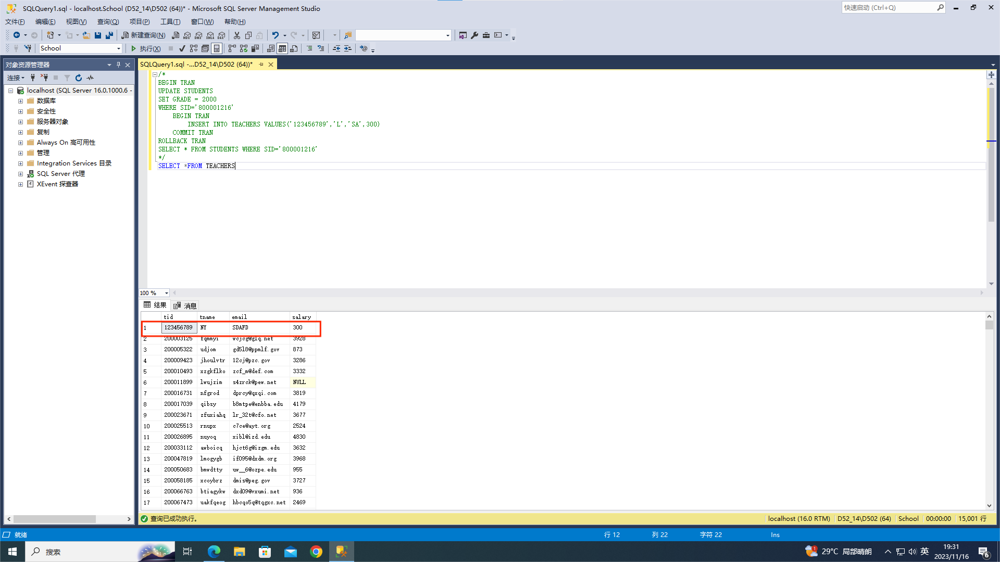 SQLQuery1.sql - localhost.School (D52_14\D502 (64))* - Microsoft SQL Server Management Studio
快速启动 (Ctrl+Q)
文件(F) 编辑(E) 视图(V) 查询(Q) 项目(P) 工具(T) 窗口(W) 帮助(H)
新建查询(N) MDX DMX XMLA DAX
School 执行(X)
对象资源管理器
连接
localhost (SQL Server 16.0.1000.6 -
数据库
安全性
服务器对象
复制
Always On 高可用性
管理
Integration Services 目录
SQL Server 代理
XEvent 探查器
SQLQuery1.sql -...D52_14\D502 (64))*
/*
BEGIN TRAN
UPDATE STUDENTS
SET GRADE = 2000
WHERE SID='800001216'
BEGIN TRAN
INSERT INTO TEACHERS VALUES('123456789','L','SA',300)
COMMIT TRAN
ROLLBACK TRAN
SELECT * FROM STUDENTS WHERE SID='800001216'
*/
SELECT *FROM TEACHERS
100 %
结果 消息
tid tname email salary
1 123456789 NY SDAFD 300
2 200003125 fqmmyi wcjcg@glq.net 3928
3 200005322 udjom gd5l8@ppmlf.gov 873
4 200009423 jhoulvtr 12cj@pzc.gov 3286
5 200010493 xzgkflko zcf_m@def.com 3332
6 200011899 lwujzim s4zrck@pew.net NULL
7 200016731 nfgrod dprcy@qxqi.com 3819
8 200017039 qibsy b8mtpe@enbba.edu 4179
9 200023671 zfuxiahq lr_32t@cfo.net 3677
10 200025513 rnupx c7ce@ayt.org 2524
11 200026895 nuyoq xibl@izd.edu 4830
12 200033112 awboicq hjct6g@izgm.edu 3632
13 200047819 lmogygb if095@dxdm.org 3968
14 200050683 bmwdtty uw__6@ozpe.edu 955
15 200058185 xcoybrz dmis@peg.gov 3727
16 200066763 btiagykw dxd09@vxumi.net 936
17 200067473 uakfqeog hbcqo5q@tqgxc.net 2469
查询已成功执行。 localhost (16.0 RTM) D52_14\D502 (64) School 00:00:00 15,001 行
就绪 行 12 列 22 字符 22 Ins
搜索 1 29°C 局部晴朗 英 19:31
2023/11/16 6